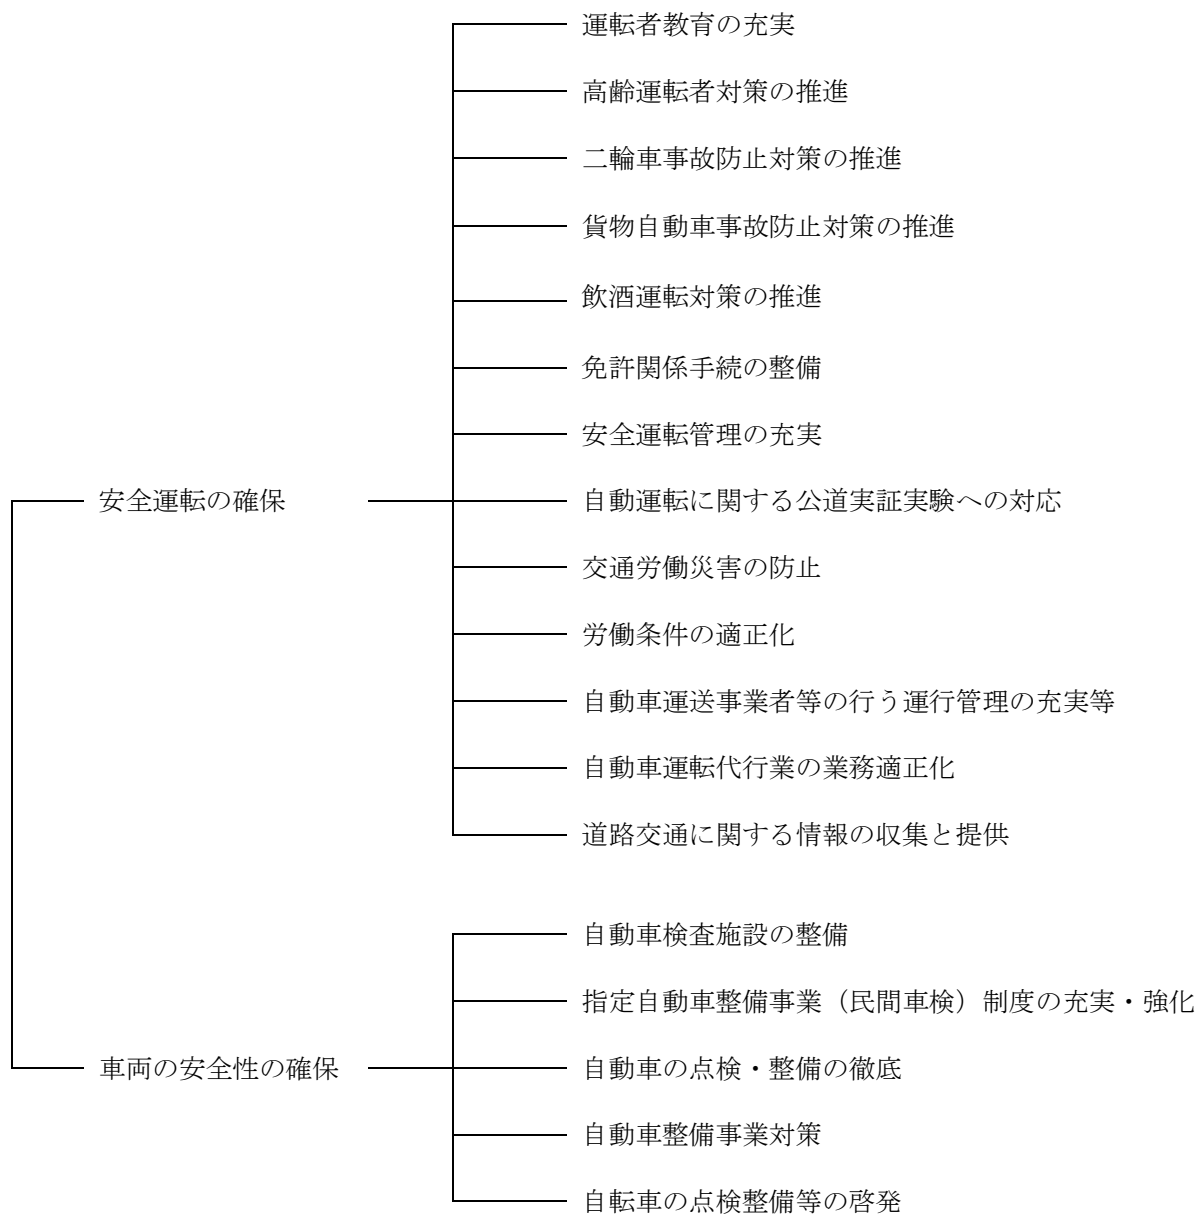 運転者教育の充実
高齢運転者対策の推進
二輪車事故防止対策の推進
貨物自動車事故防止対策の推進
飲酒運転対策の推進
免許関係手続の整備
安全運転管理の充実
安全運転の確保
自動運転に関する公道実証実験への対応
交通労働災害の防止
労働条件の適正化
自動車運送事業者等の行う運行管理の充実等
自動車運転代行業の業務適正化
道路交通に関する情報の収集と提供
自動車検査施設の整備
指定自動車整備事業（民間車検）制度の充実・強化
車両の安全性の確保
自動車の点検・整備の徹底
自動車整備事業対策
自転車の点検整備等の啓発